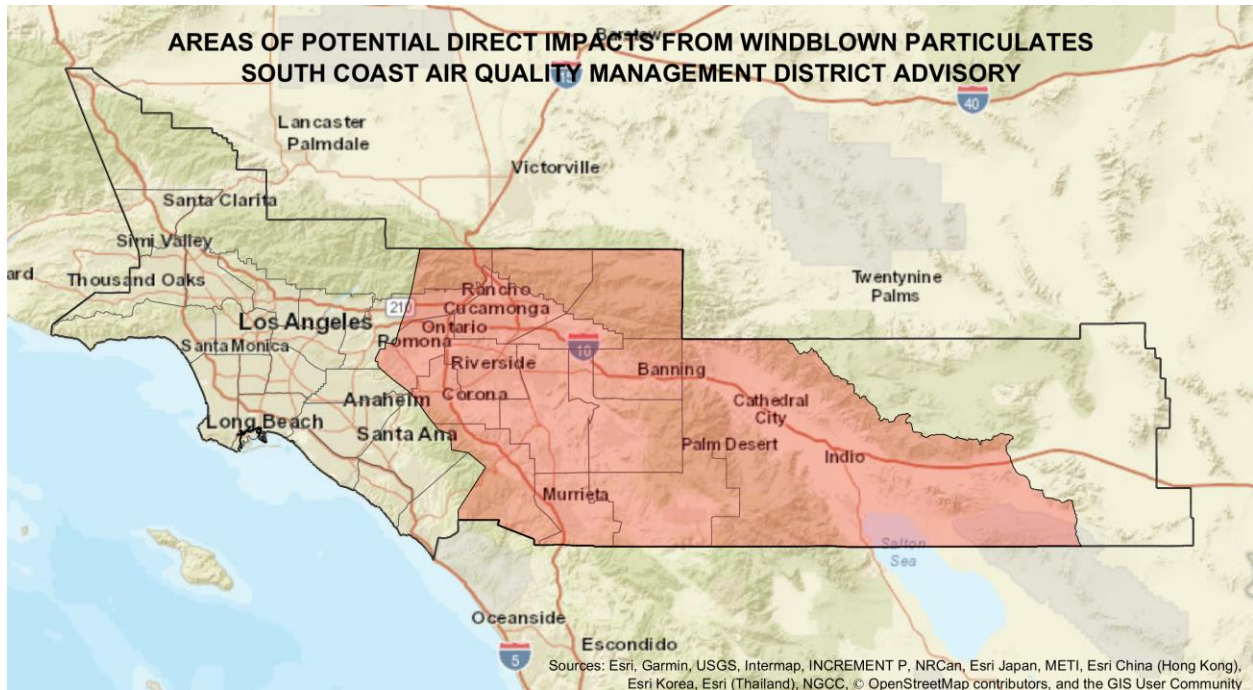 AREAS OF POTENTIAL DIRECT IMPACTS FROM WINDBLOWN PARTICULATES
Barstow
SOUTH COAST AIR QUALITY MANAGEMENT DISTRICT ADVISORY
15
40
Lancaster
Palmdale
Victorville
Santa Clarita
Simi Valley
ard
Thousand Oaks
Twentynine
Palms
210
Rancho
Cucamonga
Los Angeles
Ontario
Santa Monica
Pomona
10
Riverside
Banning
Anaheim
Corona
Cathedral
City
Long Beach
Santa Ana
Palm Desert
Indio
Murrieta
Salton
Sea
Oceanside
Escondido
5
Sources: Esri, Garmin, USGS, Intermap, INCREMENT P, NRCan, Esri Japan, METI, Esri China (Hong Kong),
Esri Korea, Esri (Thailand), NGCC, © OpenStreetMap contributors, and the GIS User Community